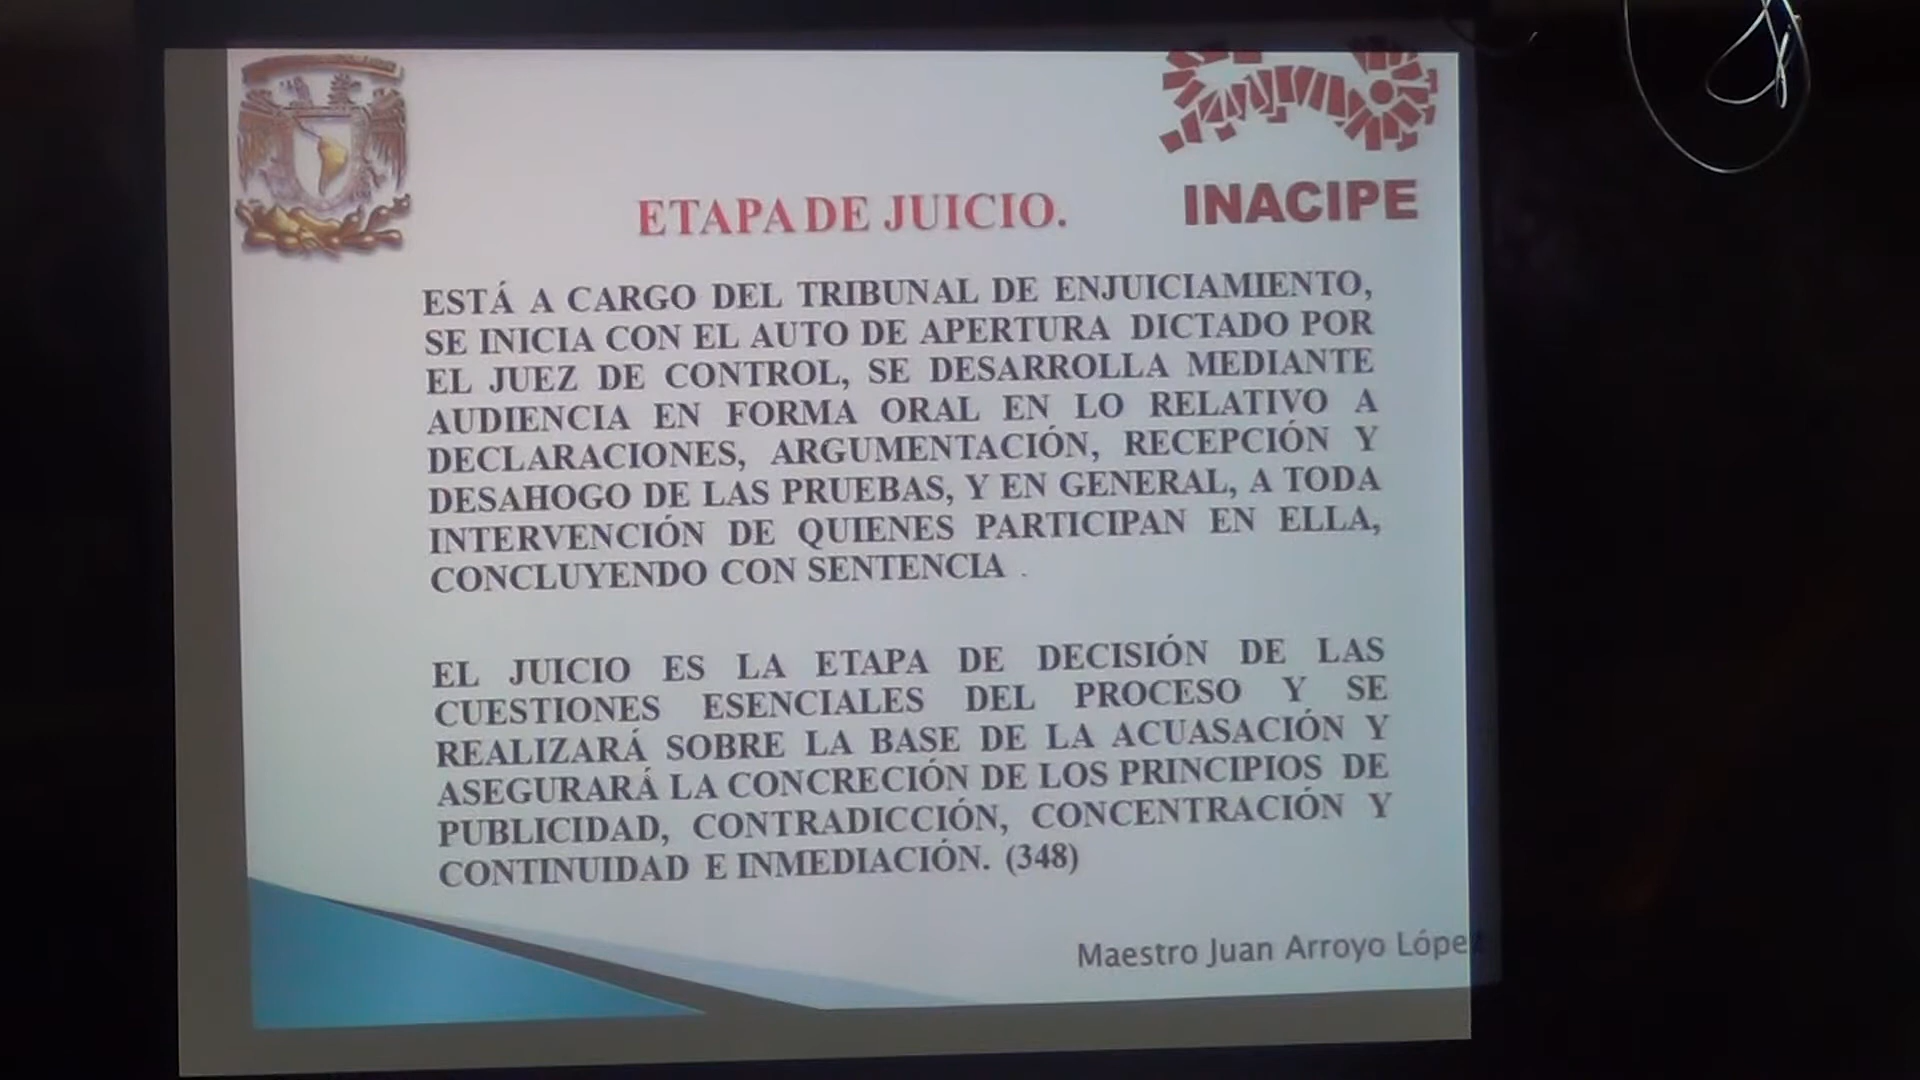 ETAPA DE JUICIO.
INACIPE
ESTÁ A CARGO DEL TRIBUNAL DE ENJUICIAMIENTO,
SE INICIA CON EL AUTO DE APERTURA DICTADO POR
EL JUEZ DE CONTROL, SE DESARROLLA MEDIANTE
AUDIENCIA EN FORMA ORAL EN LO RELATIVO A
DECLARACIONES, ARGUMENTACIÓN, RECEPCIÓN Y
DESAHOGO DE LAS PRUEBAS, Y EN GENERAL, A TODA
INTERVENCIÓN DE QUIENES PARTICIPAN EN ELLA,
CONCLUYENDO CON SENTENCIA .
EL JUICIO ES LA ETAPA DE DECISIÓN DE LAS
CUESTIONES ESENCIALES DEL PROCESO Y SE
REALIZARÁ SOBRE LA BASE DE LA ACUASACIÓN Y
ASEGURARÁ LA CONCRECIÓN DE LOS PRINCIPIOS DE
PUBLICIDAD, CONTRADICCIÓN, CONCENTRACIÓN Y
CONTINUIDAD E INMEDIACIÓN. (348)
Maestro Juan Arroyo López